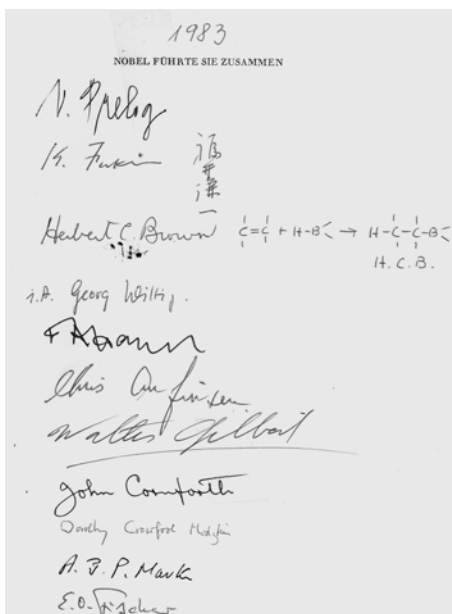 1983
NOBEL FÜHRTE SIE ZUSAMMEN
V. Prelog
K. Fukui 福井謙一
Herbert C. Brown C=C + H-B → H-C-C-B
H. C. B.
i.A. Georg Wittig.
Chris Anfinsen
Walter Gilbert
John Cornforth
Dorothy Crowfoot Hodgkin
A. J. P. Martin
E.O. Fischer